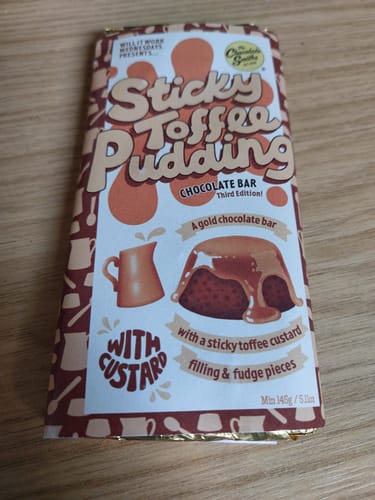 WILL IT WORK
WEDNESDAYS
PRESENTS...
The
Chocolate
Smiths
Sticky
Toffee
Pudding
CHOCOLATE BAR
Third Edition!
A gold chocolate bar
WITH
CUSTARD
with a sticky toffee custard
filling & fudge pieces
Min 145g / 5.1oz